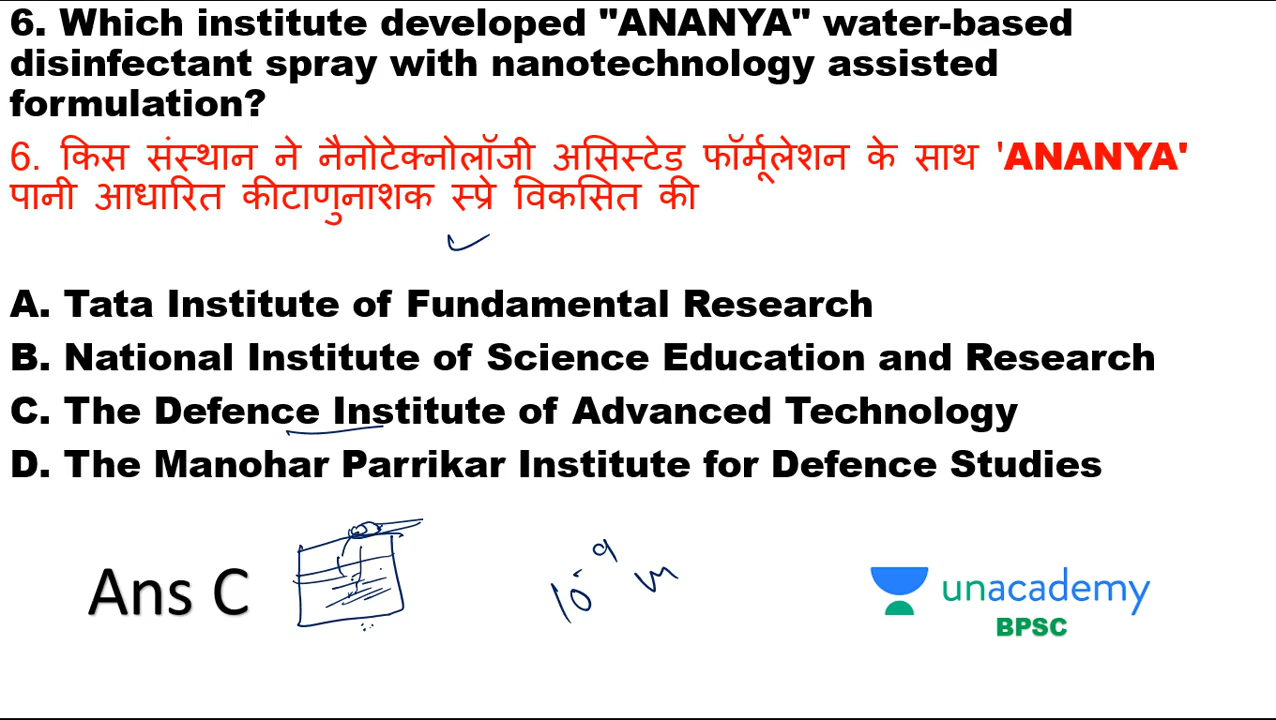 6. Which institute developed "ANANYA" water-based
disinfectant spray with nanotechnology assisted
formulation?
6. किस संस्थान ने नैनोटेक्नोलॉजी असिस्टेड फॉर्मूलेशन के साथ 'ANANYA'
पानी आधारित कीटाणुनाशक स्प्रे विकसित की
A. Tata Institute of Fundamental Research
B. National Institute of Science Education and Research
C. The Defence Institute of Advanced Technology
D. The Manohar Parrikar Institute for Defence Studies
Ans C
10⁻⁹ m
unacademy
BPSC